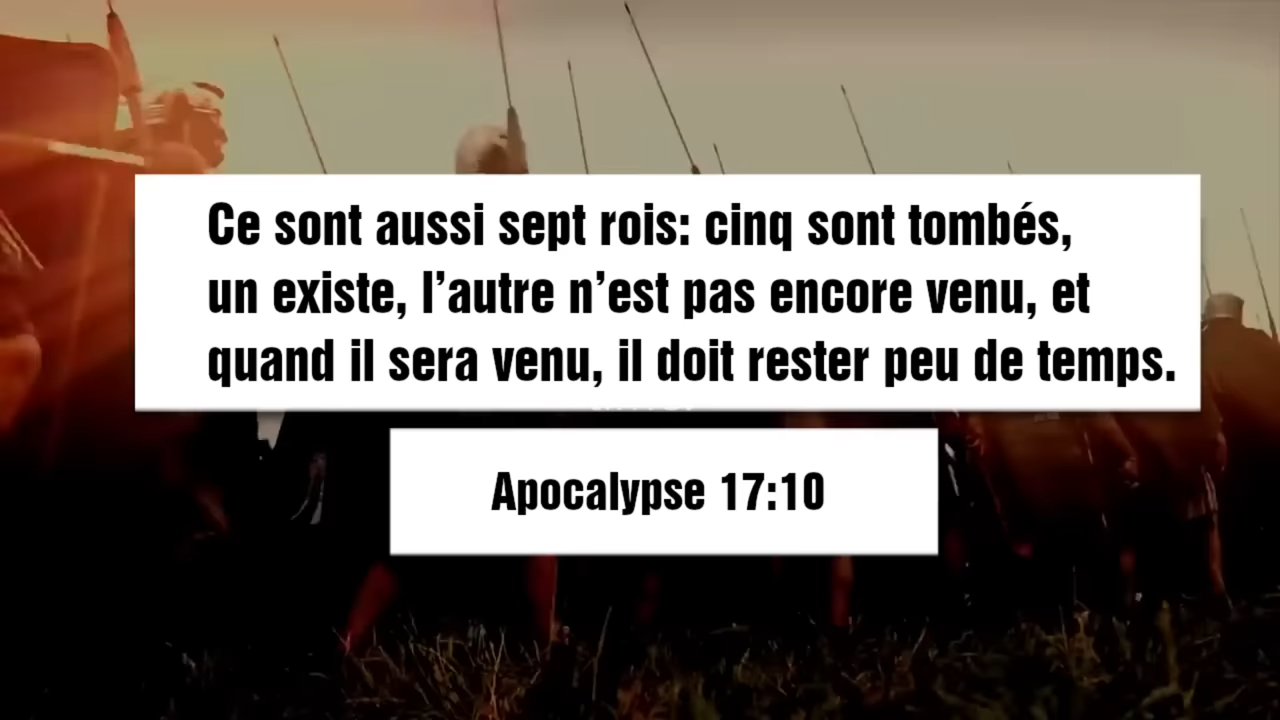 Ce sont aussi sept rois: cinq sont tombés,
un existe, l’autre n’est pas encore venu, et
quand il sera venu, il doit rester peu de temps.
Apocalypse 17:10